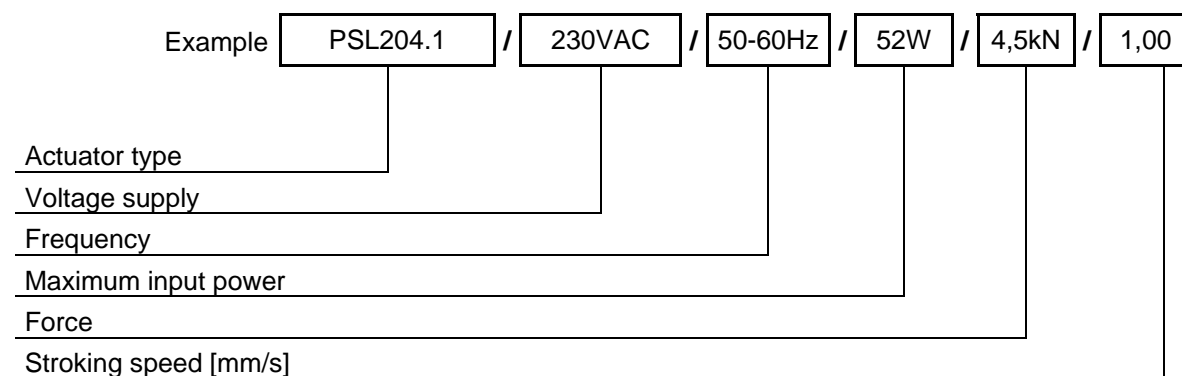 Example PSL204.1 / 230VAC / 50-60Hz / 52W / 4,5kN / 1,00
Actuator type
Voltage supply
Frequency
Maximum input power
Force
Stroking speed [mm/s]